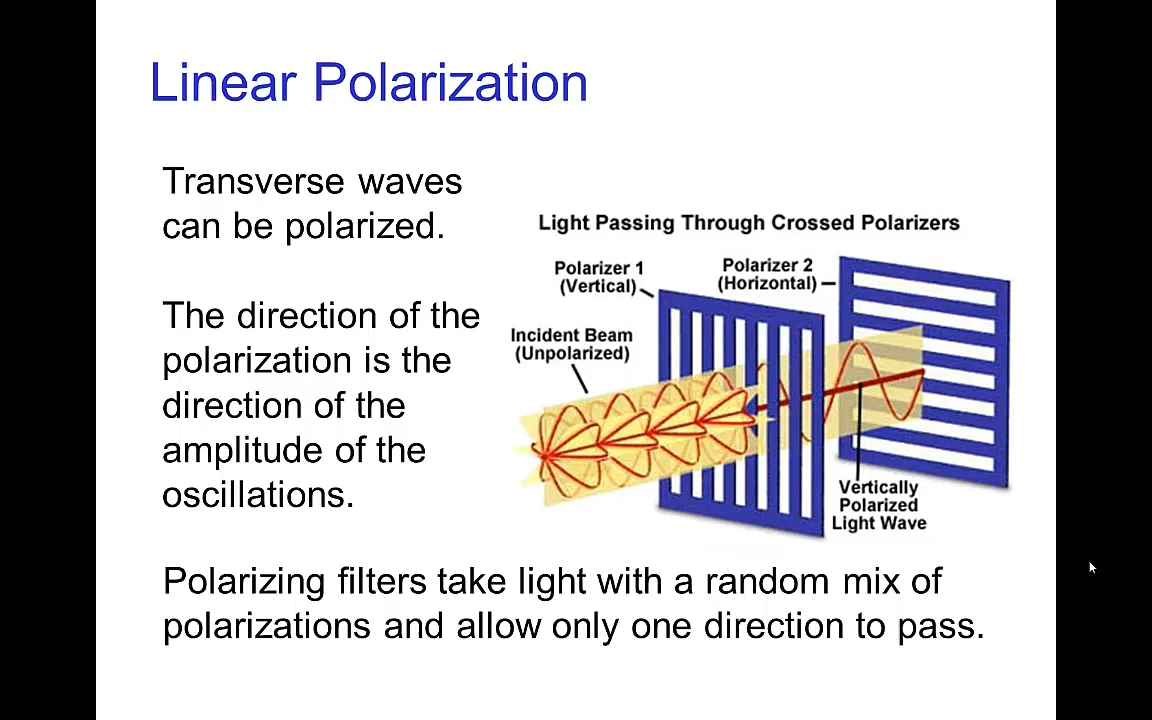 Linear Polarization
Transverse waves
can be polarized.
The direction of the
polarization is the
direction of the
amplitude of the
oscillations.
Light Passing Through Crossed Polarizers
Polarizer 1
(Vertical)
Polarizer 2
(Horizontal)
Incident Beam
(Unpolarized)
Vertically
Polarized
Light Wave
Polarizing filters take light with a random mix of
polarizations and allow only one direction to pass.